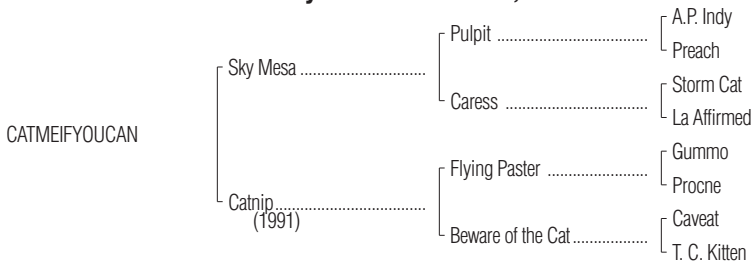 A.P. Indy
Pulpit ........................................
Preach
Sky Mesa ..................................
Storm Cat
Caress ......................................
La Affirmed
CATMEIFYOUCAN
Gummo
Flying Paster ...........................
Procne
Catnip.........................................
(1991)
Caveat
Beware of the Cat....................
T. C. Kitten